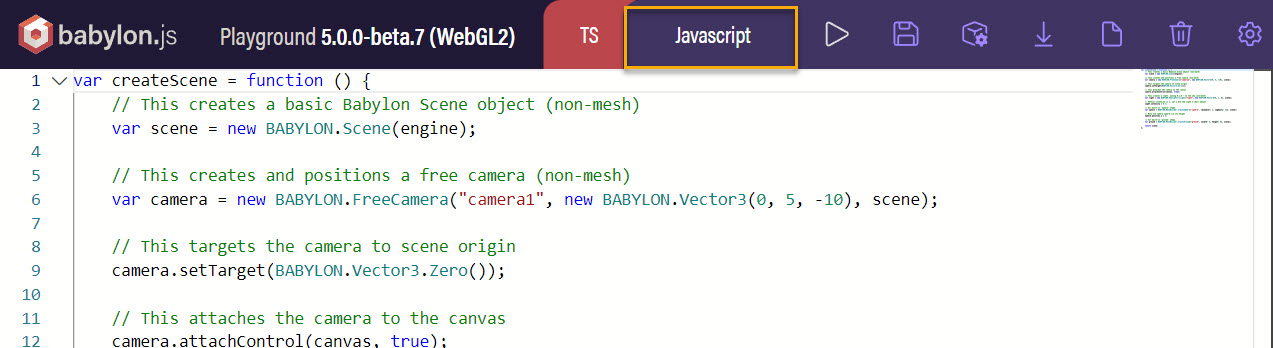 babylon.js Playground 5.0.0-beta.7 (WebGL2) TS Javascript
1 var createScene = function () {
2 // This creates a basic Babylon Scene object (non-mesh)
3 var scene = new BABYLON.Scene(engine);
4
5 // This creates and positions a free camera (non-mesh)
6 var camera = new BABYLON.FreeCamera("camera1", new BABYLON.Vector3(0, 5, -10), scene);
7
8 // This targets the camera to scene origin
9 camera.setTarget(BABYLON.Vector3.Zero());
10
11 // This attaches the camera to the canvas
12 camera.attachControl(canvas, true);